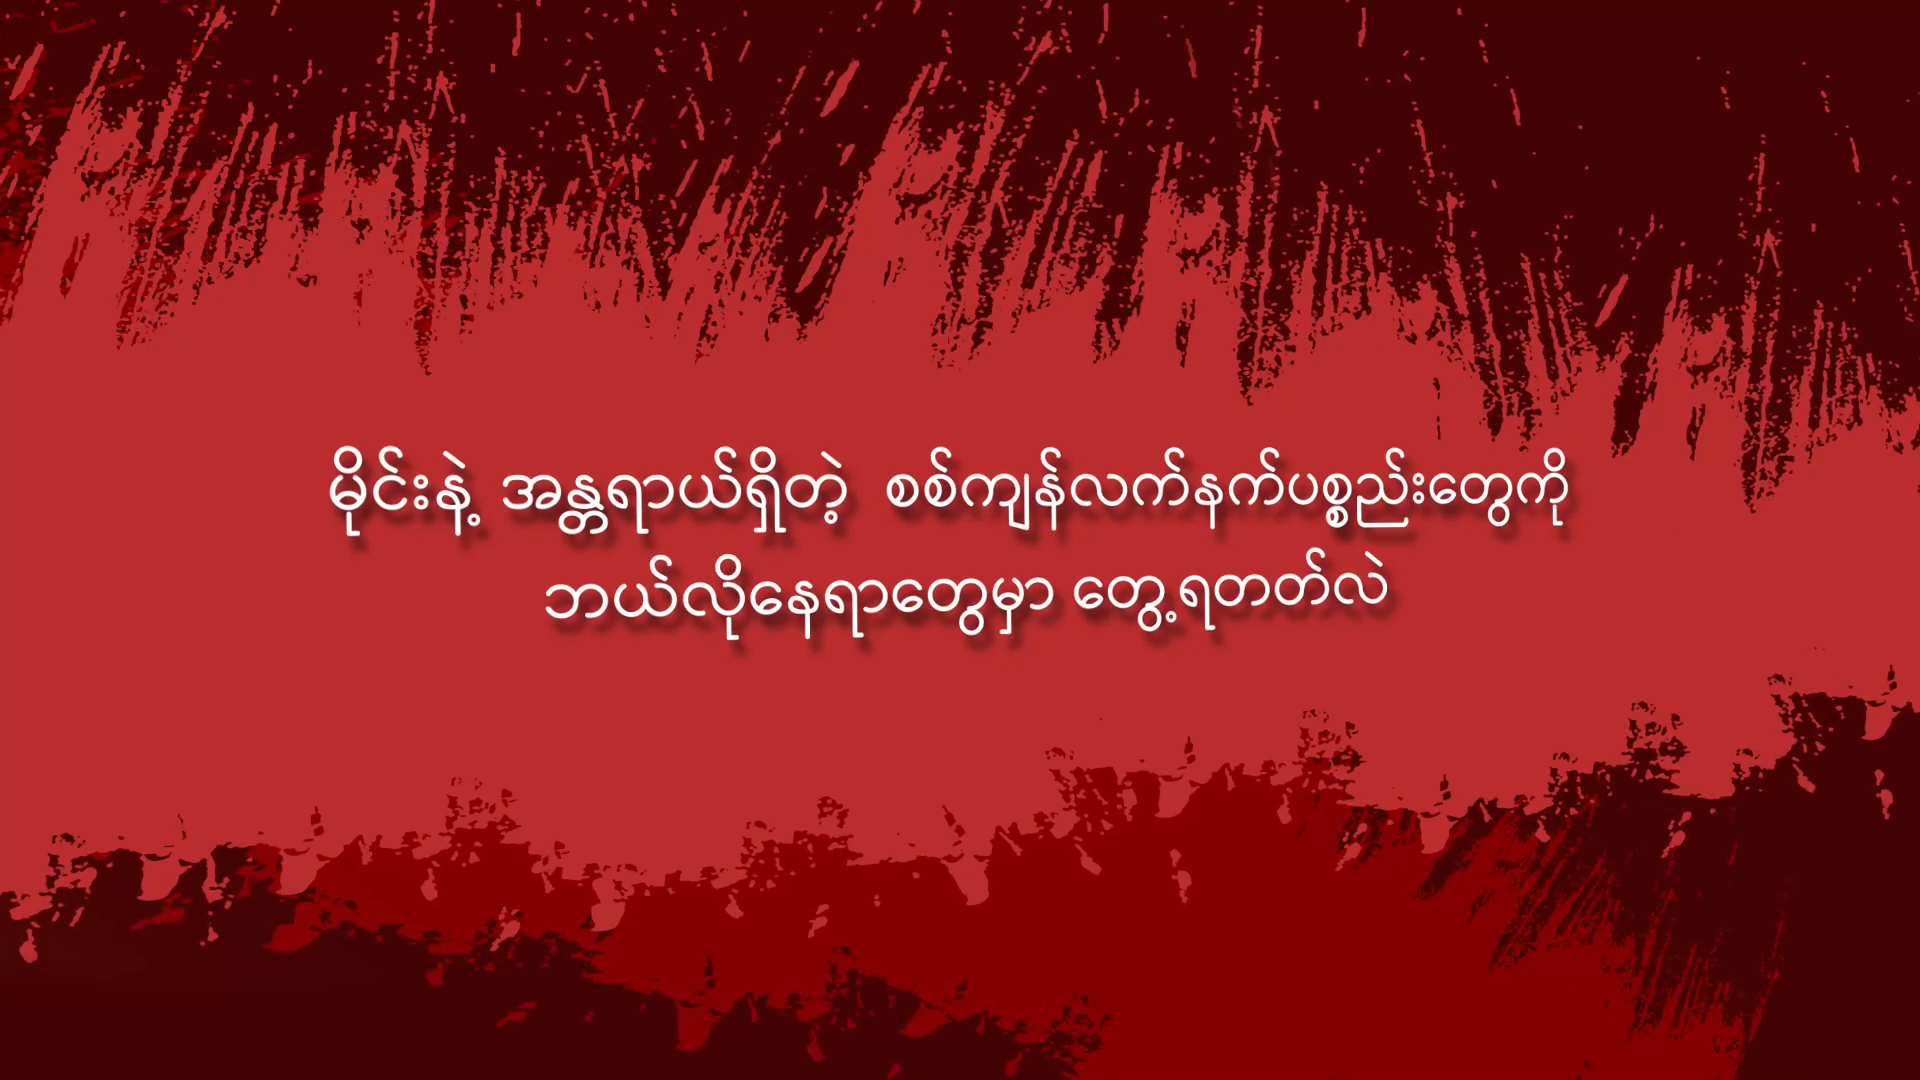 မိုင်းနဲ့ အန္တရာယ်ရှိတဲ့ စစ်ကျန်လက်နက်ပစ္စည်းတွေကို
ဘယ်လိုနေရာတွေမှာ တွေ့ရတတ်လဲ